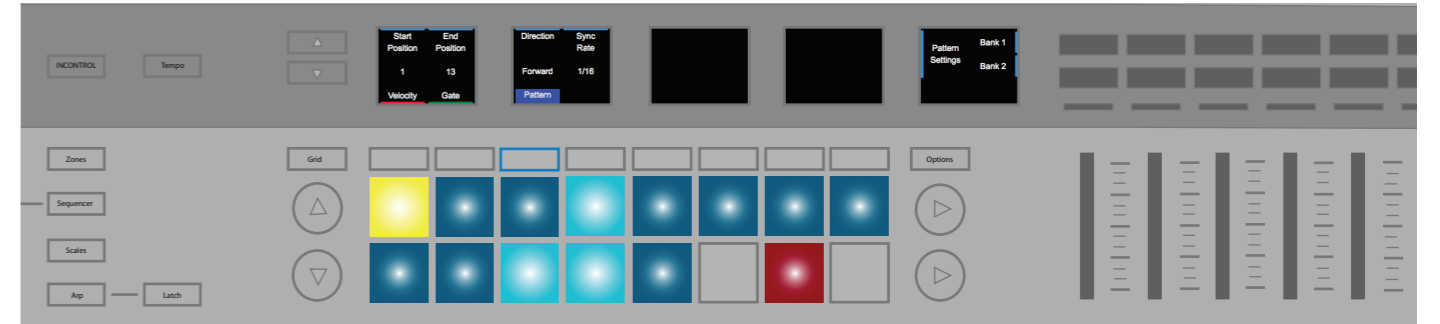 INCONTROL
Tempo
Start Position
End Position
1
13
Velocity
Gate
Direction
Sync Rate
Forward
1/16
Pattern
Pattern Settings
Bank 1
Bank 2
Zones
Grid
Options
Sequencer
Scales
Arp
Latch